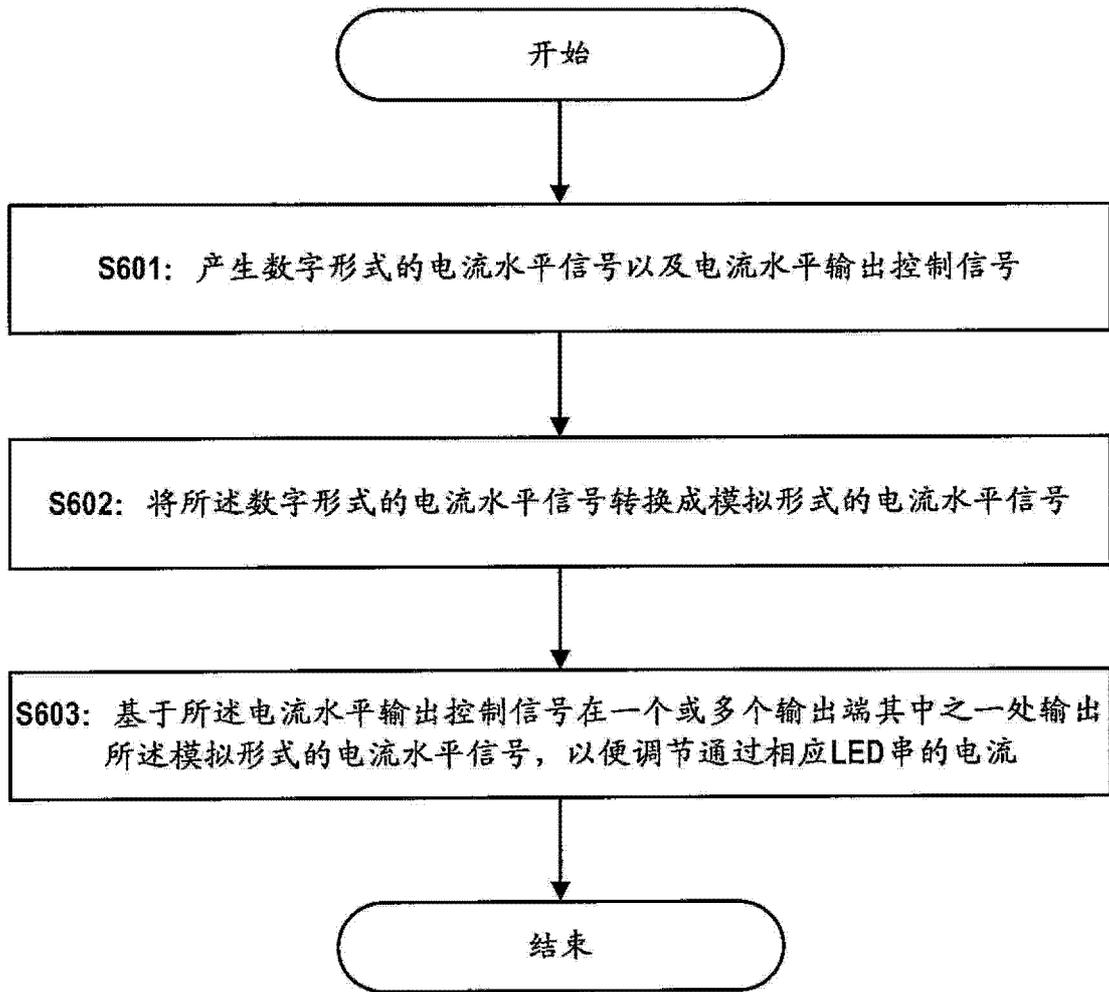 开始
S601：产生数字形式的电流水平信号以及电流水平输出控制信号
S602：将所述数字形式的电流水平信号转换成模拟形式的电流水平信号
S603：基于所述电流水平输出控制信号在一个或多个输出端其中之一处输出
所述模拟形式的电流水平信号，以便调节通过相应LED串的电流
结束